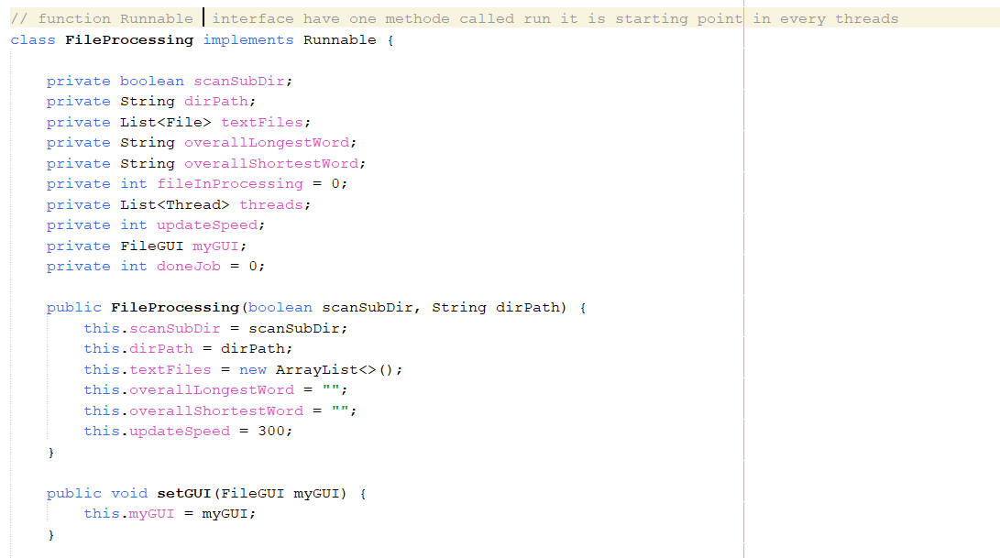 // function Runnable  interface have one methode called run it is starting point in every threads
class FileProcessing implements Runnable {
private boolean scanSubDir;
private String dirPath;
private List<File> textFiles;
private String overallLongestWord;
private String overallShortestWord;
private int fileInProcessing = 0;
private List<Thread> threads;
private int updateSpeed;
private FileGUI myGUI;
private int doneJob = 0;
public FileProcessing(boolean scanSubDir, String dirPath) {
this.scanSubDir = scanSubDir;
this.dirPath = dirPath;
this.textFiles = new ArrayList<>();
this.overallLongestWord = "";
this.overallShortestWord = "";
this.updateSpeed = 300;
}
public void setGUI(FileGUI myGUI) {
this.myGUI = myGUI;
}